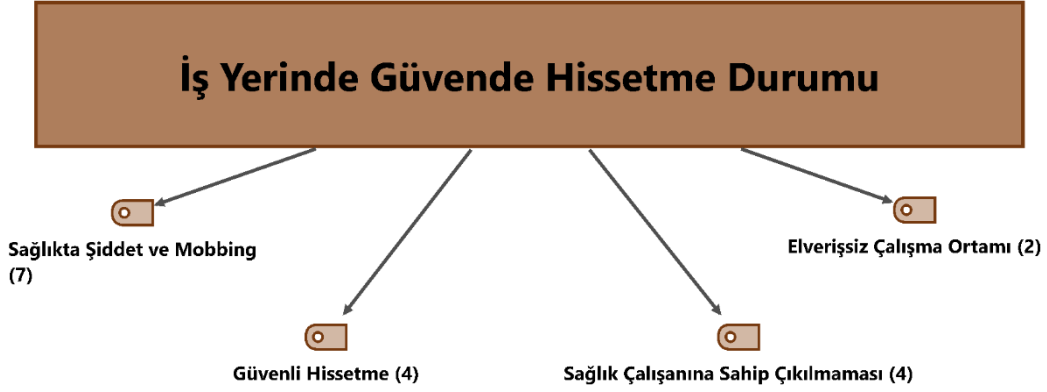 İş Yerinde Güvende Hissetme Durumu
Sağlıkta Şiddet ve Mobbing
(7)
Elverişsiz Çalışma Ortamı (2)
Güvenli Hissetme (4)
Sağlık Çalışanına Sahip Çıkılmaması (4)